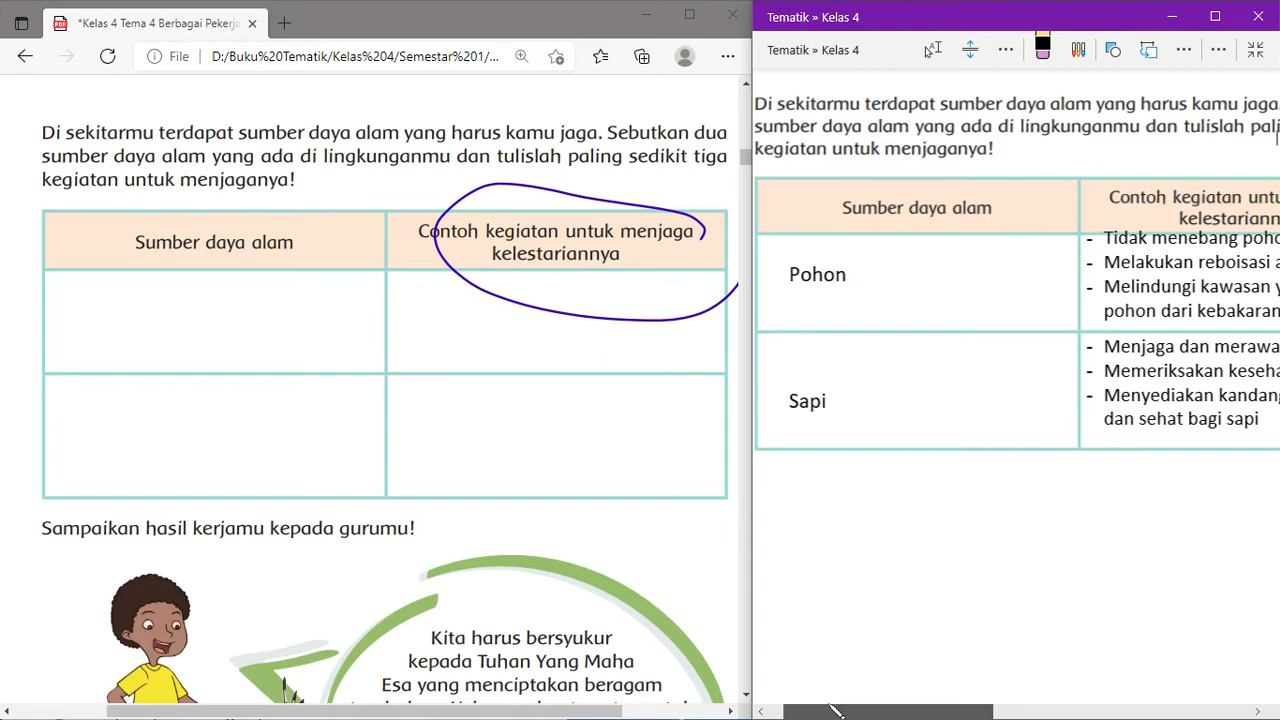 *Kelas 4 Tema 4 Berbagai Pekerja
File
D:/Buku%20Tematik/Kelas%204/Semestar%201/...
Di sekitarmu terdapat sumber daya alam yang harus kamu jaga. Sebutkan dua
sumber daya alam yang ada di lingkunganmu dan tulislah paling sedikit tiga
kegiatan untuk menjaganya!
Sumber daya alam
Contoh kegiatan untuk menjaga
kelestariannya
Sampaikan hasil kerjamu kepada gurumu!
Kita harus bersyukur
kepada Tuhan Yang Maha
Esa yang menciptakan beragam
Tematik » Kelas 4
Tematik » Kelas 4
Di sekitarmu terdapat sumber daya alam yang harus kamu jaga.
sumber daya alam yang ada di lingkunganmu dan tulislah pali
kegiatan untuk menjaganya!
Sumber daya alam
Contoh kegiatan untu
kelestariann
Pohon
- Tidak menebang poho
- Melakukan reboisasi a
- Melindungi kawasan y
pohon dari kebakaran
Sapi
- Menjaga dan merawa
- Memeriksakan keseha
- Menyediakan kandang
dan sehat bagi sapi